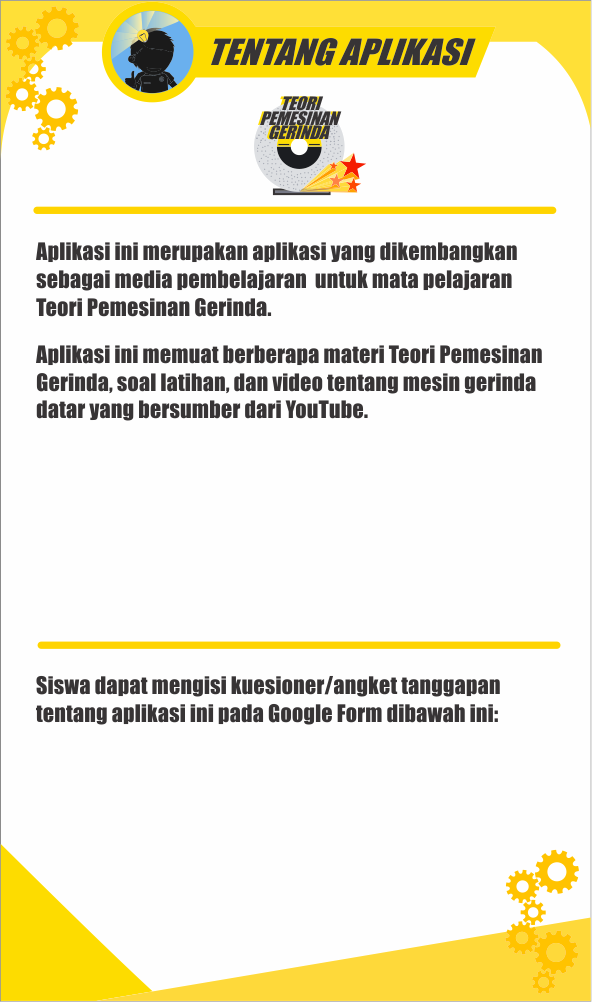 TENTANG APLIKASI
TEORI
PEMESINAN
GERINDA
Aplikasi ini merupakan aplikasi yang dikembangkan
sebagai media pembelajaran  untuk mata pelajaran
Teori Pemesinan Gerinda.
Aplikasi ini memuat berberapa materi Teori Pemesinan
Gerinda, soal latihan, dan video tentang mesin gerinda
datar yang bersumber dari YouTube.
Siswa dapat mengisi kuesioner/angket tanggapan
tentang aplikasi ini pada Google Form dibawah ini: